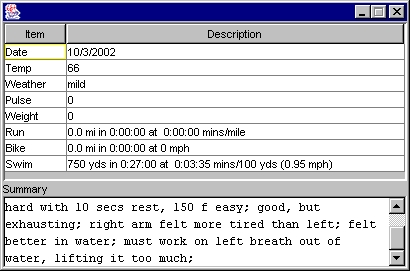 Item Description
Date 10/3/2002
Temp 66
Weather mild
Pulse 0
Weight 0
Run 0.0 mi in 0:00:00 at  0:00:00 mins/mile
Bike 0.0 mi in 0:00:00 at 0 mph
Swim 750 yds in 0:27:00 at  0:03:35 mins/100 yds (0.95 mph)
Summary
hard with 10 secs rest, 150 f easy; good, but
exhausting; right arm felt more tired than left; felt
better in water; must work on left breath out of
water, lifting it too much;